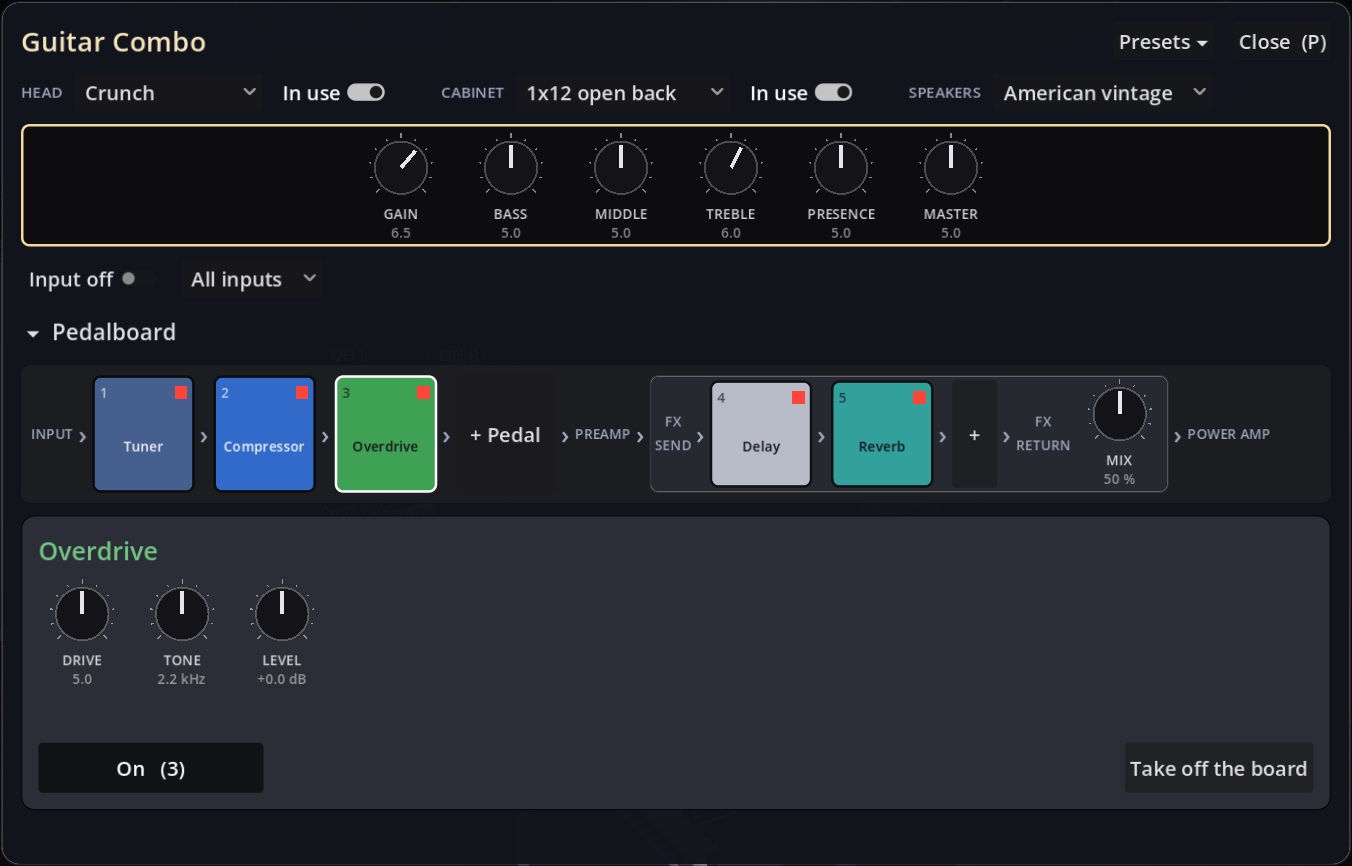 Guitar Combo
Presets
Close (P)
HEAD
Crunch
In use
CABINET
1x12 open back
In use
SPEAKERS
American vintage
GAIN
6.5
BASS
5.0
MIDDLE
5.0
TREBLE
6.0
PRESENCE
5.0
MASTER
5.0
Input off
All inputs
Pedalboard
INPUT
1
Tuner
2
Compressor
3
Overdrive
+ Pedal
PREAMP
FX
SEND
4
Delay
5
Reverb
+
FX
RETURN
MIX
50 %
POWER AMP
Overdrive
DRIVE
5.0
TONE
2.2 kHz
LEVEL
+0.0 dB
On (3)
Take off the board